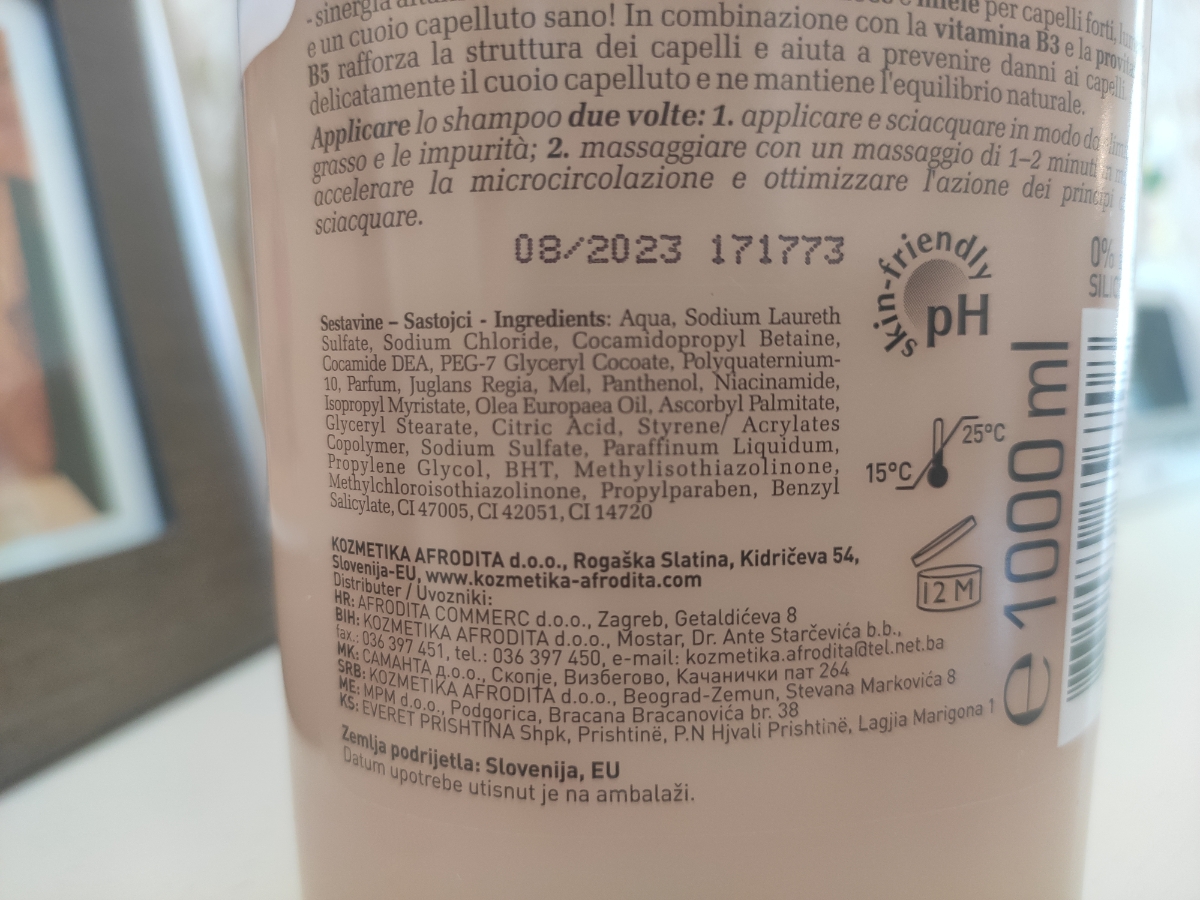 -sinergia
miele per capelli forti,
e un cuoio capelluto sano! In combinazione con la vitamina B3 e la
B5 rafforza la struttura dei capelli e aiuta a prevenire danni ai capelli
delicatamente il cuoio capelluto e ne mantiene l'equilibrio naturale.
Applicare lo shampoo due volte: 1. applicare e sciacquare in modo
grasso e le impurità; 2. massaggiare con un massaggio di 1–2 minuti
accelerare la microcircolazione e ottimizzare l'azione dei principi
sciacquare.
08/2023 171773
skin-friendly
pH
0%
Sestavine – Sastojci - Ingredients: Aqua, Sodium Laureth
Sulfate, Sodium Chloride, Cocamidopropyl Betaine,
Cocamide DEA, PEG-7 Glyceryl Cocoate, Polyquaternium-
10, Parfum, Juglans Regia, Mel, Panthenol, Niacinamide,
Isopropyl Myristate, Olea Europaea Oil, Ascorbyl Palmitate,
Glyceryl Stearate, Citric Acid, Styrene/ Acrylates
Copolymer, Sodium Sulfate, Paraffinum Liquidum,
Propylene Glycol, BHT, Methylisothiazolinone,
Methylchloroisothiazolinone, Propylparaben, Benzyl
Salicylate, CI 47005, CI 42051, CI 14720
25°C
15°C
12 M
e 1000 ml
KOZMETIKA AFRODITA d.o.o., Rogaška Slatina, Kidričeva 54,
Slovenija-EU, www.kozmetika-afrodita.com
Distributer / Uvozniki:
HR: AFRODITA COMMERC d.o.o., Zagreb, Getaldićeva 8
BIH: KOZMETIKA AFRODITA d.o.o., Mostar, Dr. Ante Starčevića b.b.,
fax.: 036 397 451, tel.: 036 397 450, e-mail: kozmetika.afrodita@tel.net.ba
MK: САМАНТА д.о.о., Скопје, Визбегово, Качанички пат 264
SRB: KOZMETIKA AFRODITA d.o.o., Beograd-Zemun, Stevana Markovića 8
ME: MPM d.o.o., Podgorica, Bracana Bracanovića br. 38
KS: EVERET PRISHTINA Shpk, Prishtinë, P.N Hjvali Prishtinë, Lagjia Marigona 1
Zemlja podrijetla: Slovenija, EU
Datum upotrebe utisnut je na ambalaži.